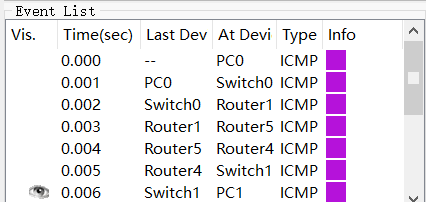 Event List
Vis. Time(sec) Last Dev At Devi Type Info
0.000 -- PC0 ICMP
0.001 PC0 Switch0 ICMP
0.002 Switch0 Router1 ICMP
0.003 Router1 Router5 ICMP
0.004 Router5 Router4 ICMP
0.005 Router4 Switch1 ICMP
0.006 Switch1 PC1 ICMP